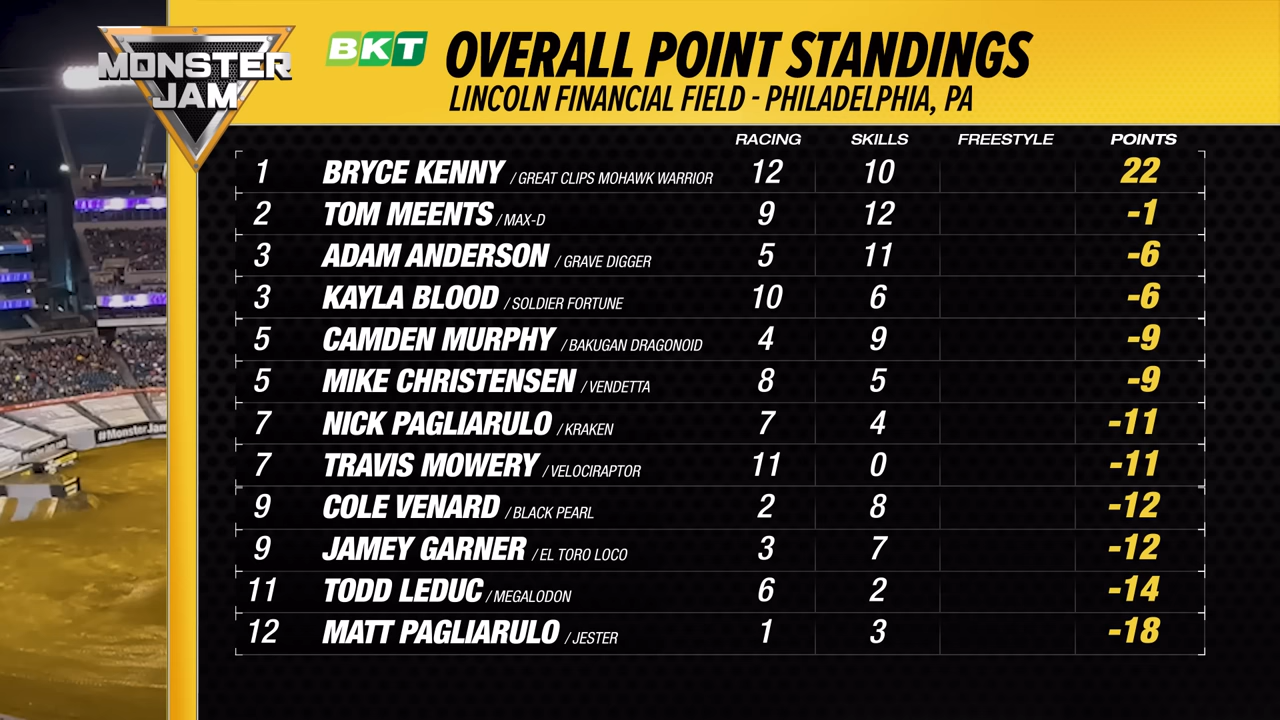 MONSTER
JAM
BKT OVERALL POINT STANDINGS
LINCOLN FINANCIAL FIELD - PHILADELPHIA, PA
RACING SKILLS FREESTYLE POINTS
1 BRYCE KENNY / GREAT CLIPS MOHAWK WARRIOR 12 10 22
2 TOM MEENTS / MAX-D 9 12 -1
3 ADAM ANDERSON / GRAVE DIGGER 5 11 -6
3 KAYLA BLOOD / SOLDIER FORTUNE 10 6 -6
5 CAMDEN MURPHY / BAKUGAN DRAGONOID 4 9 -9
5 MIKE CHRISTENSEN / VENDETTA 8 5 -9
7 NICK PAGLIARULO / KRAKEN 7 4 -11
7 TRAVIS MOWERY / VELOCIRAPTOR 11 0 -11
9 COLE VENARD / BLACK PEARL 2 8 -12
9 JAMEY GARNER / EL TORO LOCO 3 7 -12
11 TODD LEDUC / MEGALODON 6 2 -14
12 MATT PAGLIARULO / JESTER 1 3 -18
#MonsterJam